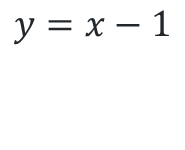 y = x − 1